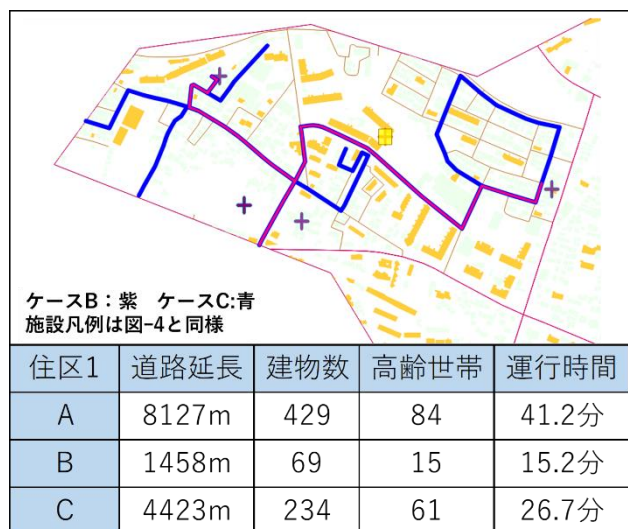 ケースB：紫　ケースC:青
施設凡例は図-4と同様
住区1 道路延長 建物数 高齢世帯 運行時間
A 8127m 429 84 41.2分
B 1458m 69 15 15.2分
C 4423m 234 61 26.7分